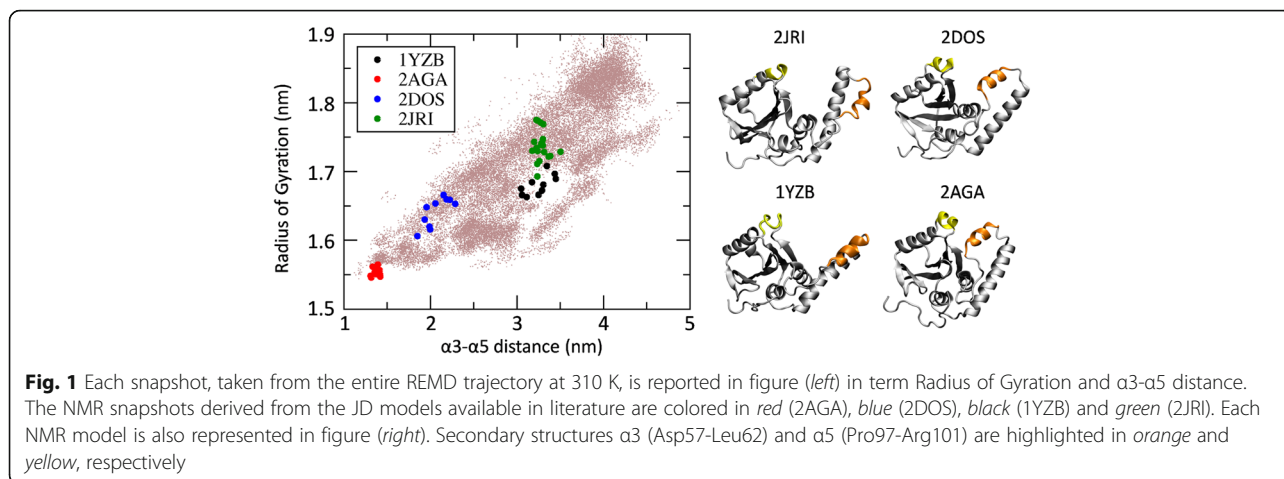 1.9
1.8
1.7
1.6
1.5
Radius of Gyration (nm)
1YZB
2AGA
2DOS
2JRI
1 2 3 4 5
α3-α5 distance (nm)
2JRI 2DOS
1YZB 2AGA
Fig. 1 Each snapshot, taken from the entire REMD trajectory at 310 K, is reported in figure (left) in term Radius of Gyration and α3-α5 distance.
The NMR snapshots derived from the JD models available in literature are colored in red (2AGA), blue (2DOS), black (1YZB) and green (2JRI). Each
NMR model is also represented in figure (right). Secondary structures α3 (Asp57-Leu62) and α5 (Pro97-Arg101) are highlighted in orange and
yellow, respectively